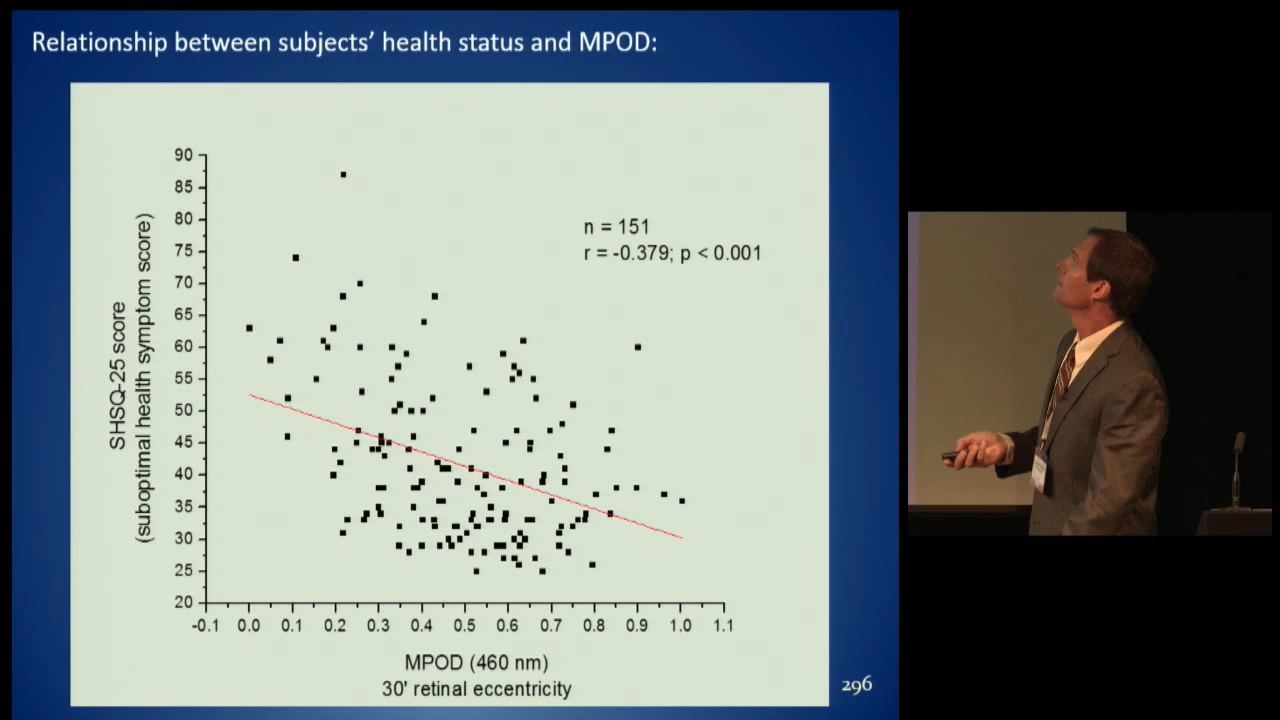 Relationship between subjects' health status and MPOD:
n = 151
r = -0.379; p < 0.001
SHSQ-25 score
(suboptimal health symptom score)
90
85
80
75
70
65
60
55
50
45
40
35
30
25
20
-0.1 0.0 0.1 0.2 0.3 0.4 0.5 0.6 0.7 0.8 0.9 1.0 1.1
MPOD (460 nm)
30' retinal eccentricity
296